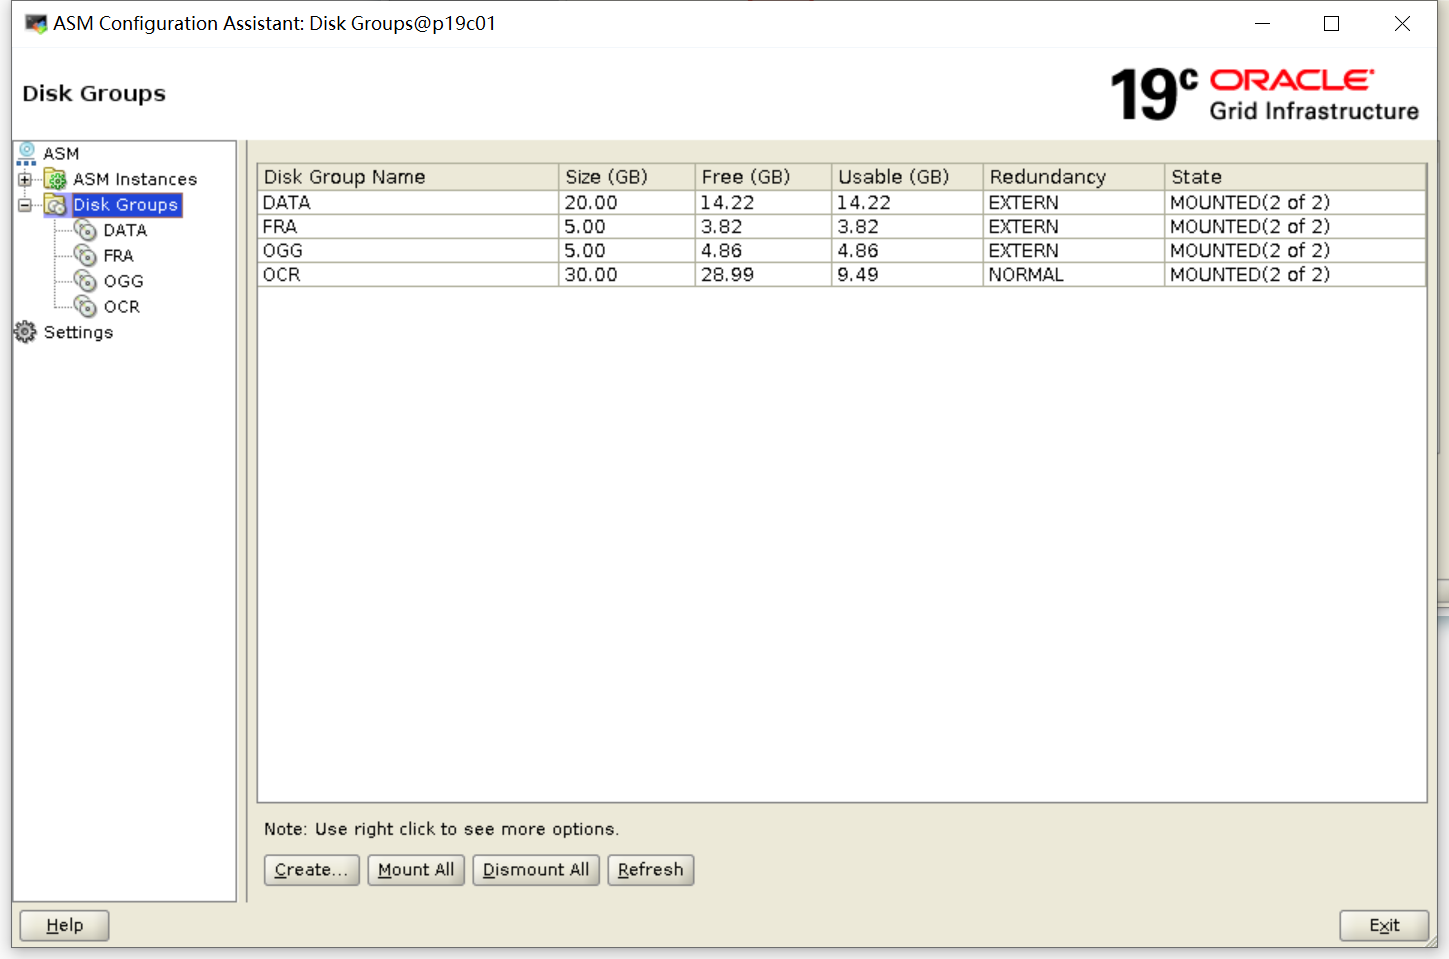 ASM Configuration Assistant: Disk Groups@p19c01
Disk Groups
19c ORACLE
Grid Infrastructure
ASM
ASM Instances
Disk Groups
DATA
FRA
OGG
OCR
Settings
Disk Group Name Size (GB) Free (GB) Usable (GB) Redundancy State
DATA 20.00 14.22 14.22 EXTERN MOUNTED(2 of 2)
FRA 5.00 3.82 3.82 EXTERN MOUNTED(2 of 2)
OGG 5.00 4.86 4.86 EXTERN MOUNTED(2 of 2)
OCR 30.00 28.99 9.49 NORMAL MOUNTED(2 of 2)
Note: Use right click to see more options.
Create... Mount All Dismount All Refresh
Help Exit